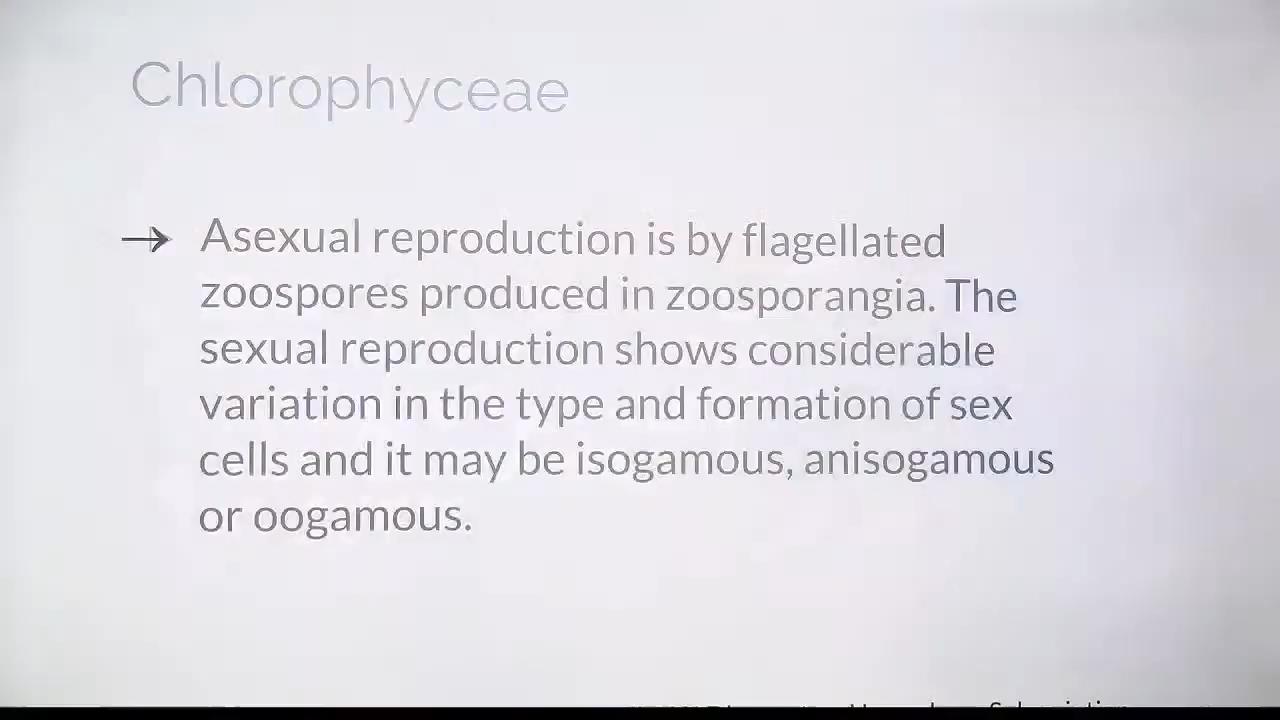 Chlorophyceae
→ Asexual reproduction is by flagellated
zoospores produced in zoosporangia. The
sexual reproduction shows considerable
variation in the type and formation of sex
cells and it may be isogamous, anisogamous
or oogamous.